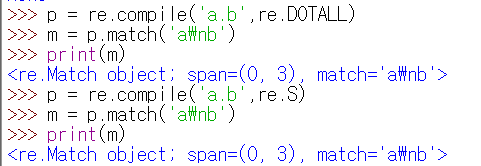 >>> p = re.compile('a.b',re.DOTALL)
>>> m = p.match('a₩nb')
>>> print(m)
<re.Match object; span=(0, 3), match='a₩nb'>
>>> p = re.compile('a.b',re.S)
>>> m = p.match('a₩nb')
>>> print(m)
<re.Match object; span=(0, 3), match='a₩nb'>